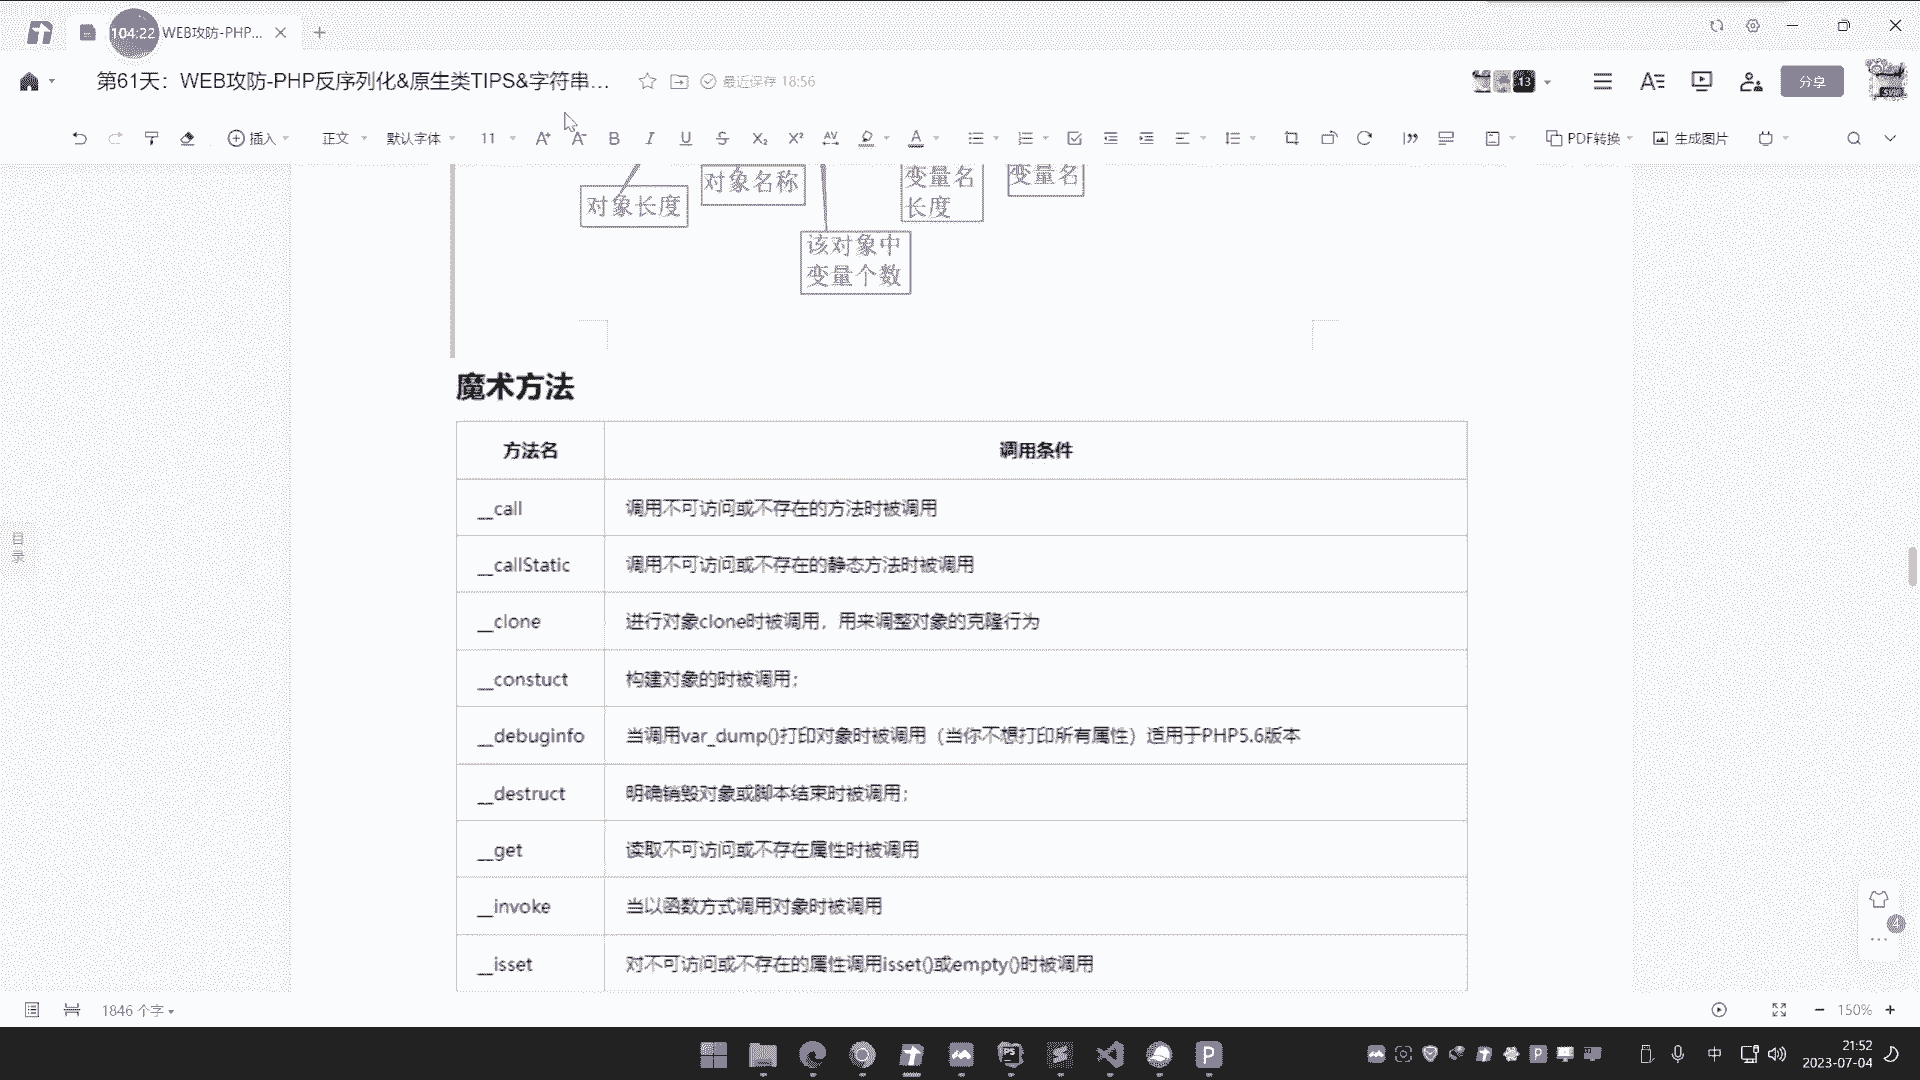 104:22 WEB攻防-PHP...
第61天：WEB攻防-PHP反序列化&原生类TIPS&字符串... 最近保存 18:56 13 分享
插入 正文 默认字体 11 PDF转换 生成图片
对象长度
对象名称
变量名
长度
变量名
该对象中
变量个数
魔术方法
方法名 调用条件
__call 调用不可访问或不存在的方法时被调用
__callStatic 调用不可访问或不存在的静态方法时被调用
__clone 进行对象clone时被调用，用来调整对象的克隆行为
__constuct 构建对象的时被调用；
__debuginfo 当调用var_dump()打印对象时被调用（当你不想打印所有属性）适用于PHP5.6版本
__destruct 明确销毁对象或脚本结束时被调用；
__get 读取不可访问或不存在属性时被调用
__invoke 当以函数方式调用对象时被调用
__isset 对不可访问或不存在的属性调用isset()或empty()时被调用
目录
4
1846 个字 150%
中
21:52
2023-07-04